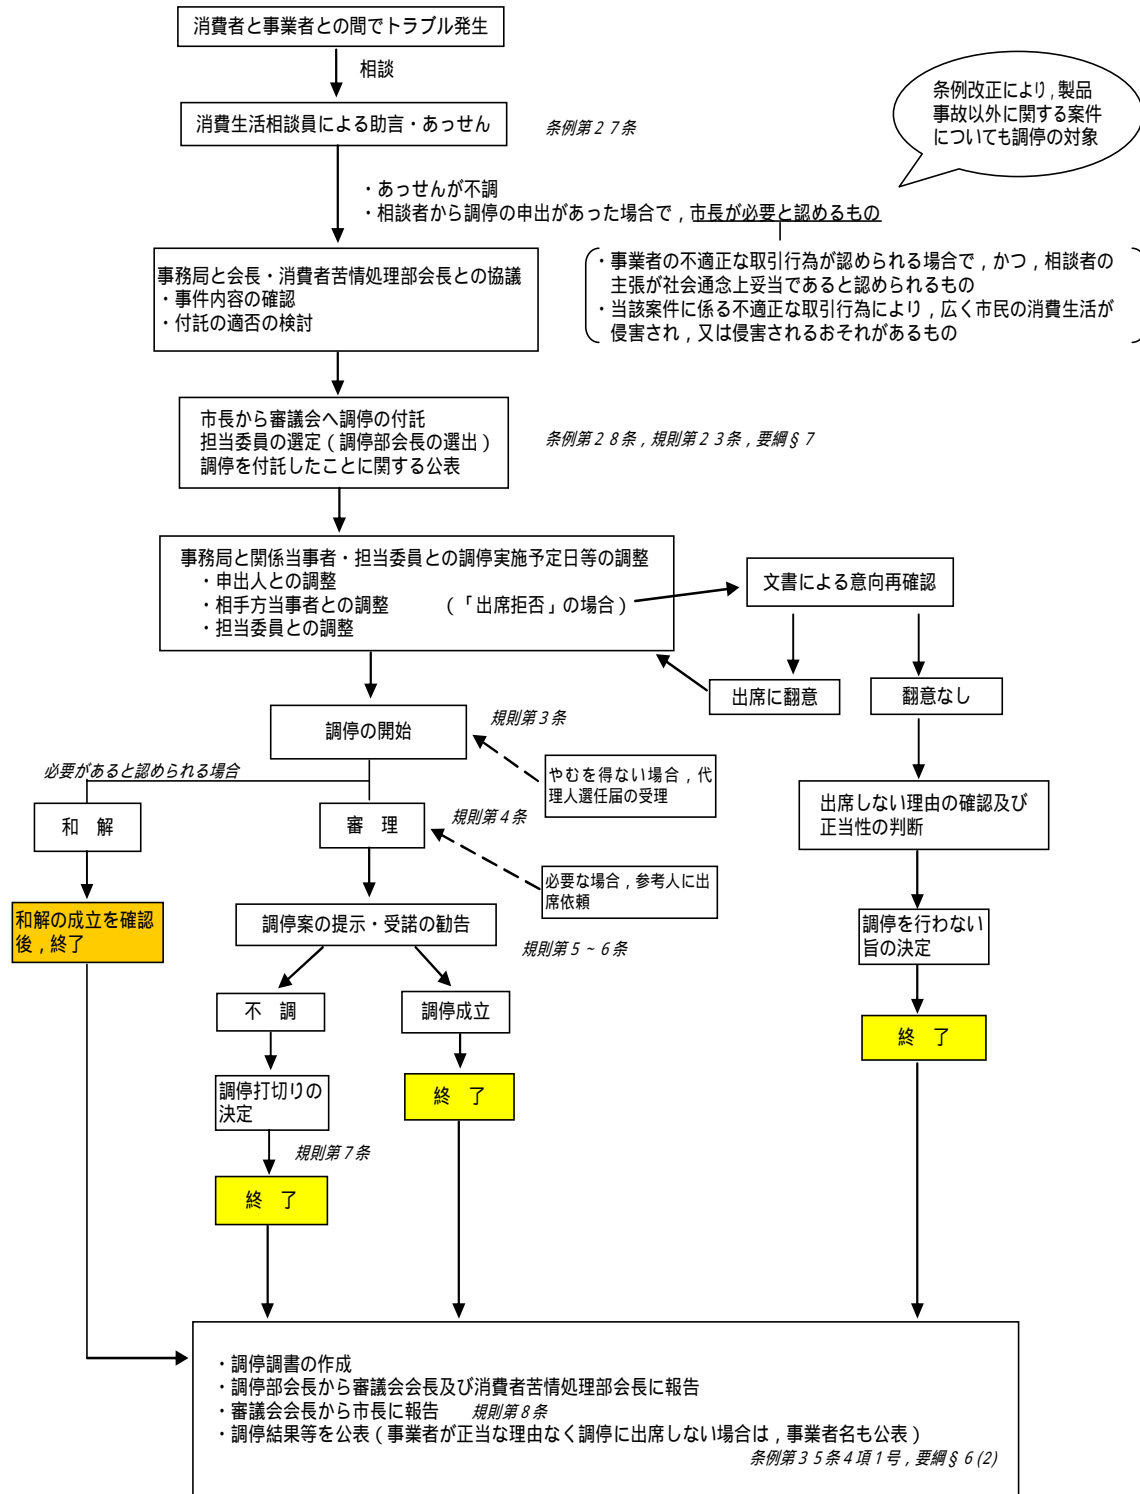 消費者と事業者との間でトラブル発生
相談
消費生活相談員による助言・あっせん
条例第27条
条例改正により,製品
事故以外に関する案件
についても調停の対象
・あっせんが不調
・相談者から調停の申出があった場合で,市長が必要と認めるもの
事務局と会長・消費者苦情処理部会長との協議
・事件内容の確認
・付託の適否の検討
・事業者の不適正な取引行為が認められる場合で,かつ,相談者の
主張が社会通念上妥当であると認められるもの
・当該案件に係る不適正な取引行為により,広く市民の消費生活が
侵害され,又は侵害されるおそれがあるもの
市長から審議会へ調停の付託
担当委員の選定(調停部会長の選出)
調停を付託したことに関する公表
条例第28条,規則第23条,要綱§7
事務局と関係当事者・担当委員との調停実施予定日等の調整
・申出人との調整
・相手方当事者との調整 (「出席拒否」の場合)
・担当委員との調整
文書による意向再確認
出席に翻意
翻意なし
調停の開始
規則第3条
やむを得ない場合,代
理人選任届の受理
必要があると認められる場合
和 解
審 理
規則第4条
必要な場合,参考人に出
席依頼
出席しない理由の確認及び
正当性の判断
和解の成立を確認
後,終了
調停案の提示・受諾の勧告
規則第5~6条
調停を行わない
旨の決定
不 調
調停成立
終 了
調停打切りの
決定
終 了
規則第7条
終 了
・調停調書の作成
・調停部会長から審議会会長及び消費者苦情処理部会長に報告
・審議会会長から市長に報告 規則第8条
・調停結果等を公表(事業者が正当な理由なく調停に出席しない場合は,事業者名も公表)
条例第35条4項1号,要綱§6(2)